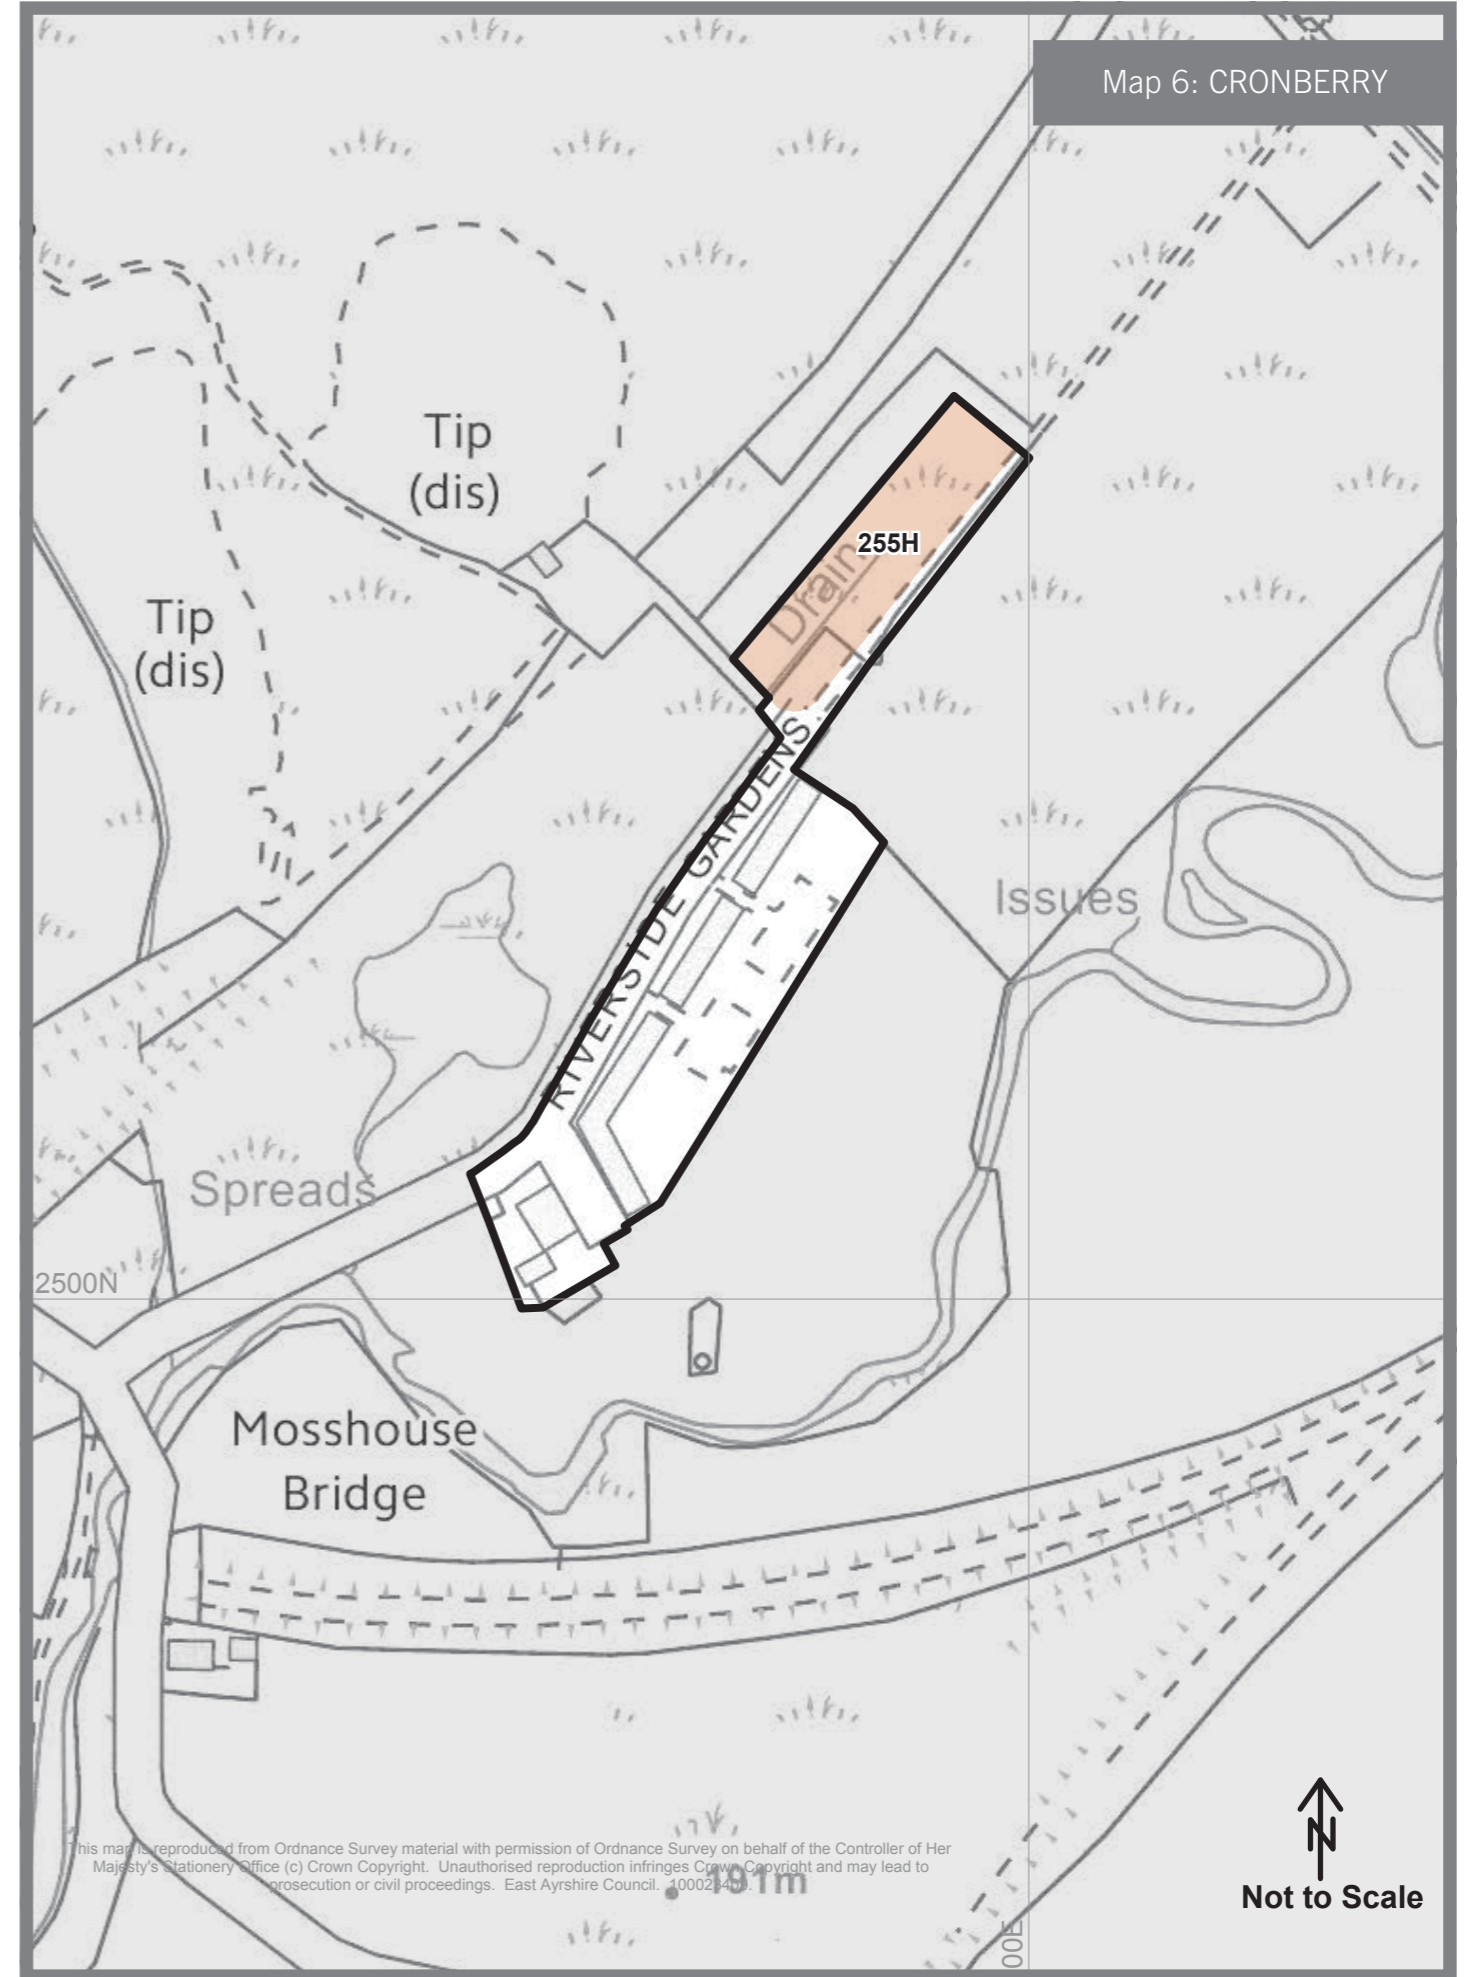 Map 6: CRONBERRY
Tip
(dis)
255H
Drain
Tip
(dis)
RIVERSIDE GARDENS
Issues
Spreads
2500N
Mosshouse
Bridge
This map is reproduced from Ordnance Survey material with permission of Ordnance Survey on behalf of the Controller of Her
Majesty's Stationery Office (c) Crown Copyright. Unauthorised reproduction infringes Crown Copyright and may lead to
prosecution or civil proceedings. East Ayrshire Council.
191m
N
Not to Scale
00E